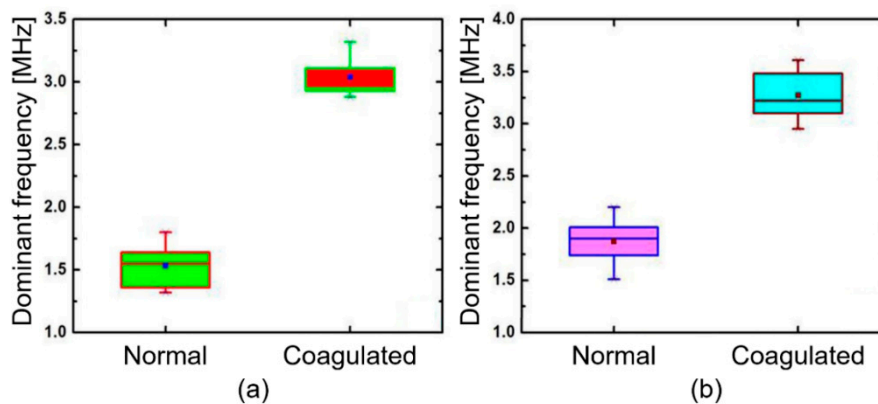 Dominant frequency [MHz]
3.5
3.0
2.5
2.0
1.5
1.0
Normal
Coagulated
(a)
Dominant frequency [MHz]
4.0
3.5
3.0
2.5
2.0
1.5
1.0
Normal
Coagulated
(b)